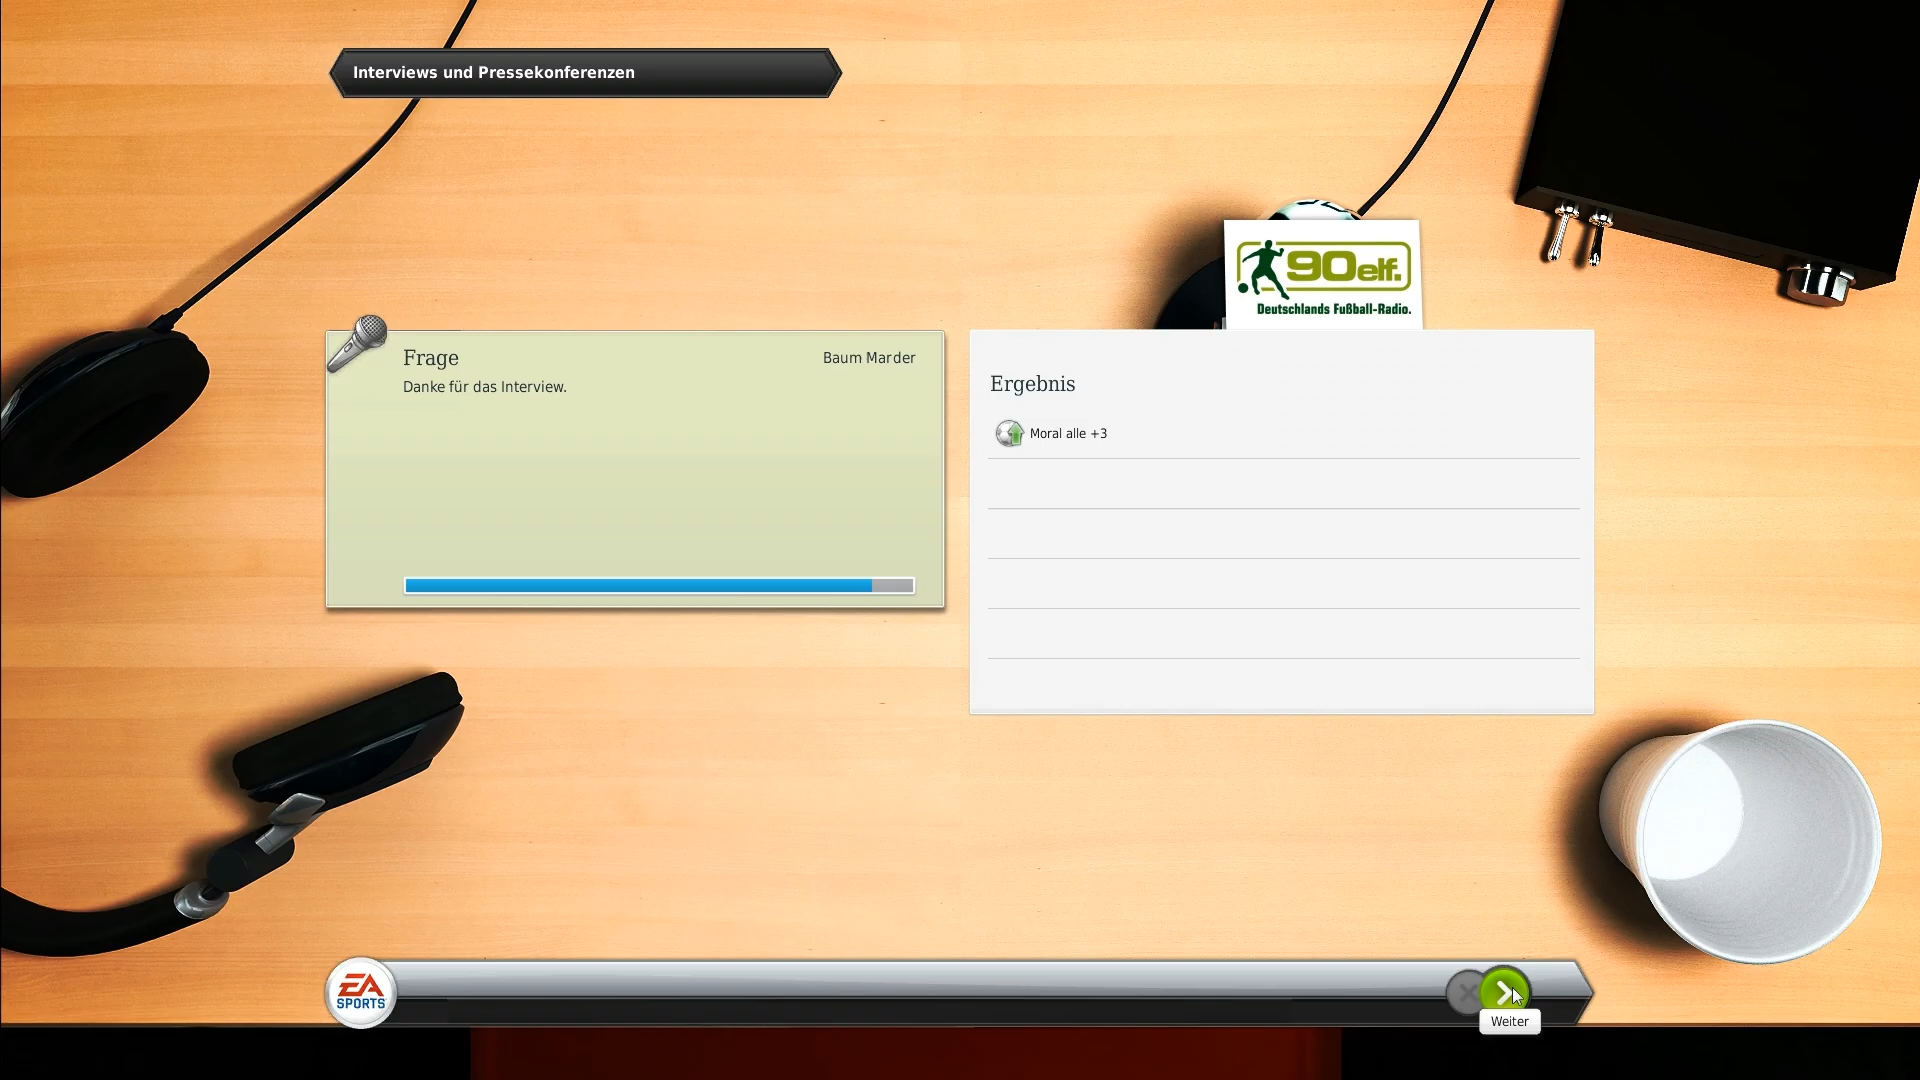 Interviews und Pressekonferenzen
90elf.
Deutschlands Fußball-Radio.
Frage
Baum Marder
Danke für das Interview.
Ergebnis
Moral alle +3
EA
SPORTS
Weiter